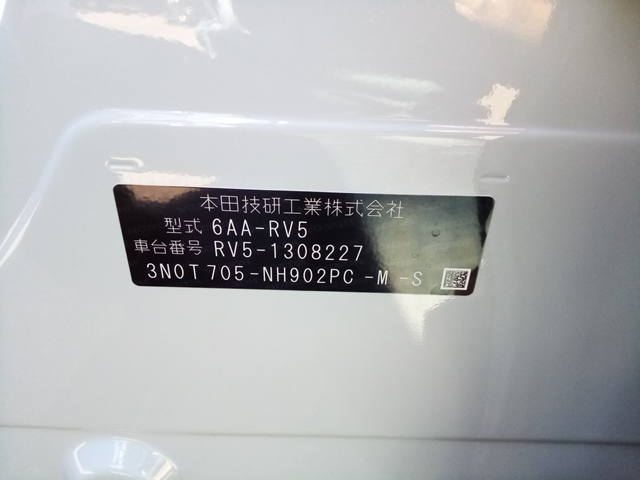 本田技研工業株式会社
型式 6AA-RV5
車台番号 RV5-1308227
3N0T705-NH902PC-M-S